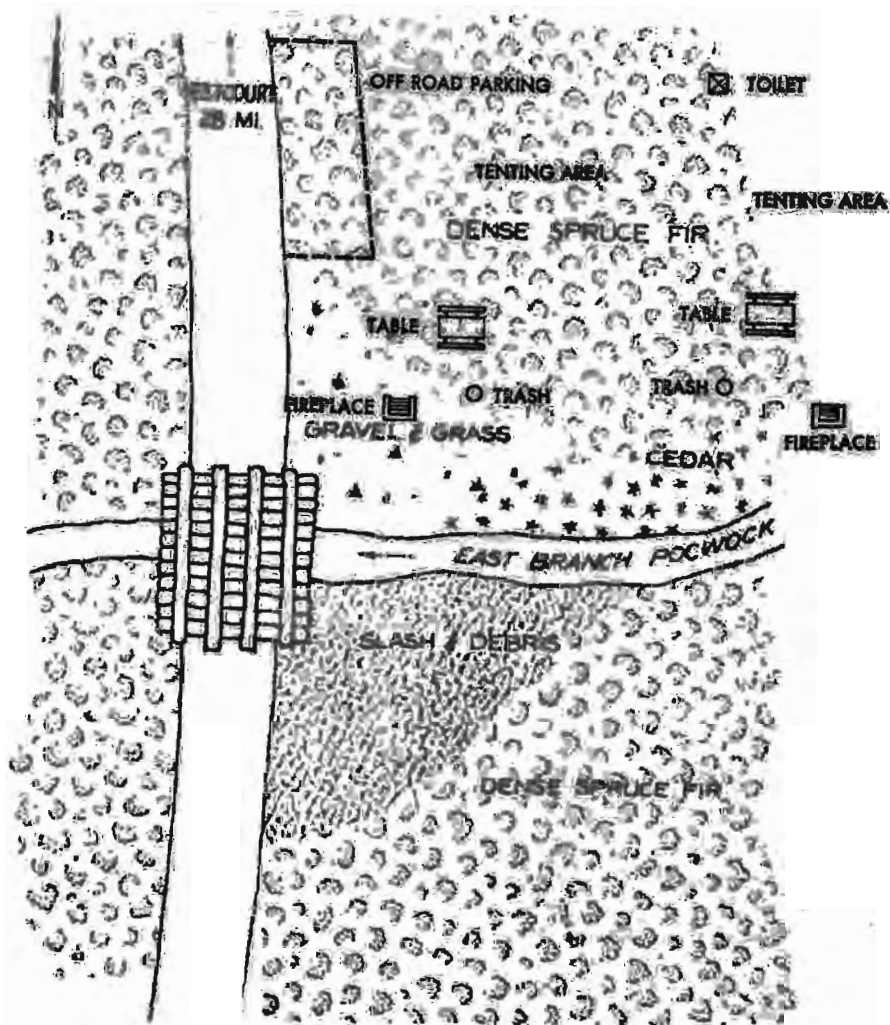 28 MI.
OFF ROAD PARKING
TOILET
TENTING AREA
TENTING AREA
DENSE SPRUCE FIR
TABLE
TABLE
TRASH
TRASH
FIREPLACE
GRAVEL & GRASS
FIREPLACE
CEDAR
EAST BRANCH POCWOCK
SLASH & DEBRIS
DENSE SPRUCE FIR